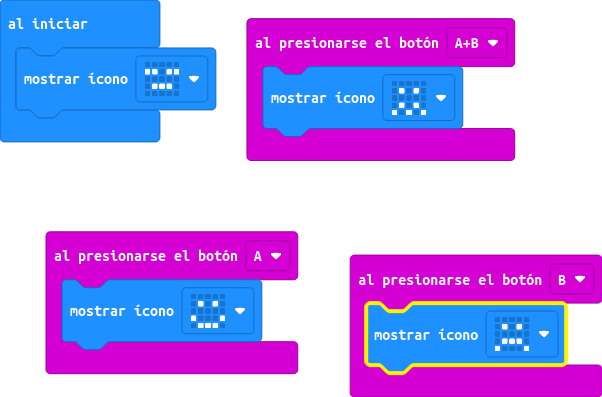 al iniciar
mostrar ícono
al presionarse el botón A+B
mostrar ícono
al presionarse el botón A
mostrar ícono
al presionarse el botón B
mostrar ícono